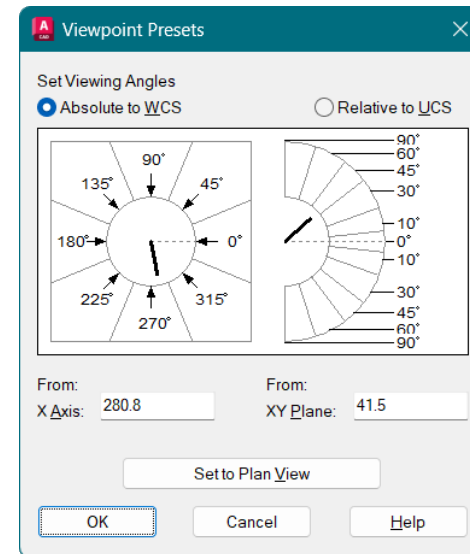 A
CAD
Viewpoint Presets
Set Viewing Angles
Absolute to WCS
Relative to UCS
90°
135°
45°
180°
0°
225°
315°
270°
90°
60°
45°
30°
10°
0°
10°
30°
45°
60°
90°
From:
X Axis: 280.8
From:
XY Plane: 41.5
Set to Plan View
OK
Cancel
Help